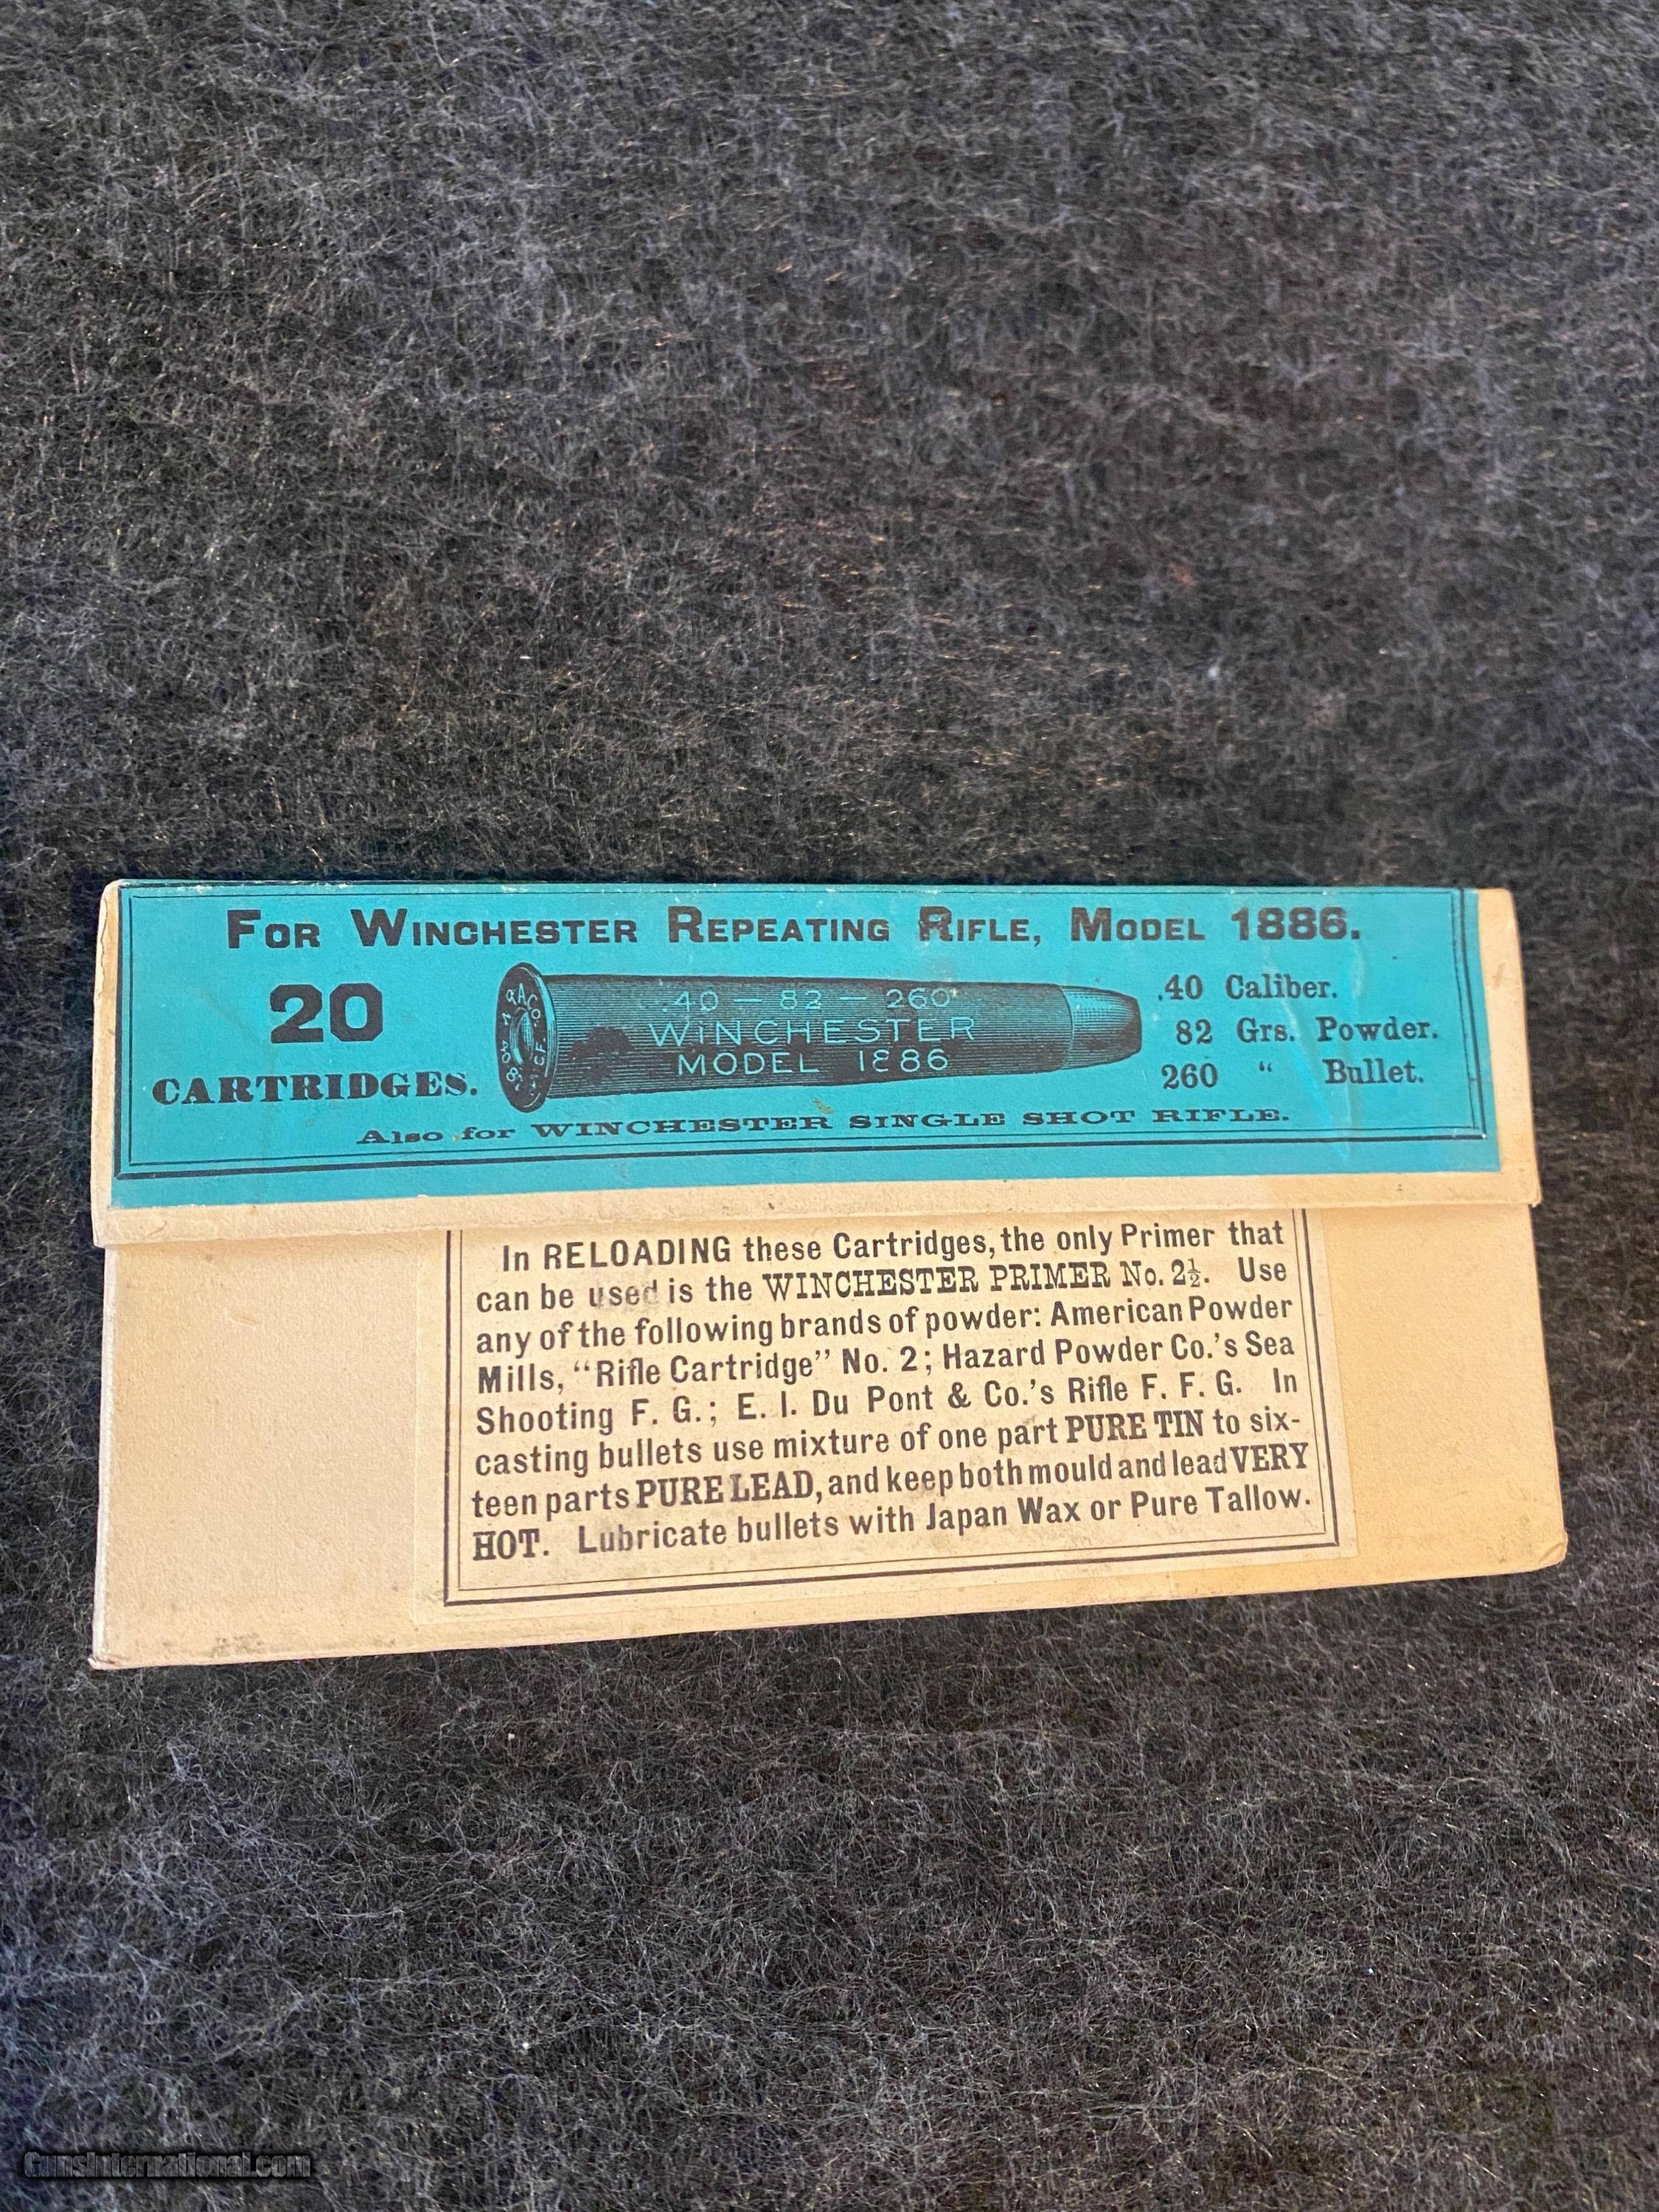 FOR WINCHESTER REPEATING RIFLE, MODEL 1886.
20
CARTRIDGES.
.40 — 82 — 260
WINCHESTER
MODEL 1886
.40 Caliber.
82 Grs. Powder.
260 “ Bullet.
Also for WINCHESTER SINGLE SHOT RIFLE.
In RELOADING these Cartridges, the only Primer that
can be used is the WINCHESTER PRIMER No. 2½. Use
any of the following brands of powder: American Powder
Mills, “Rifle Cartridge” No. 2; Hazard Powder Co.'s Sea
Shooting F. G.; E. I. Du Pont & Co.'s Rifle F. F. G. In
casting bullets use mixture of one part PURE TIN to six-
teen parts PURE LEAD, and keep both mould and lead VERY
HOT. Lubricate bullets with Japan Wax or Pure Tallow.
GunsInternational.com